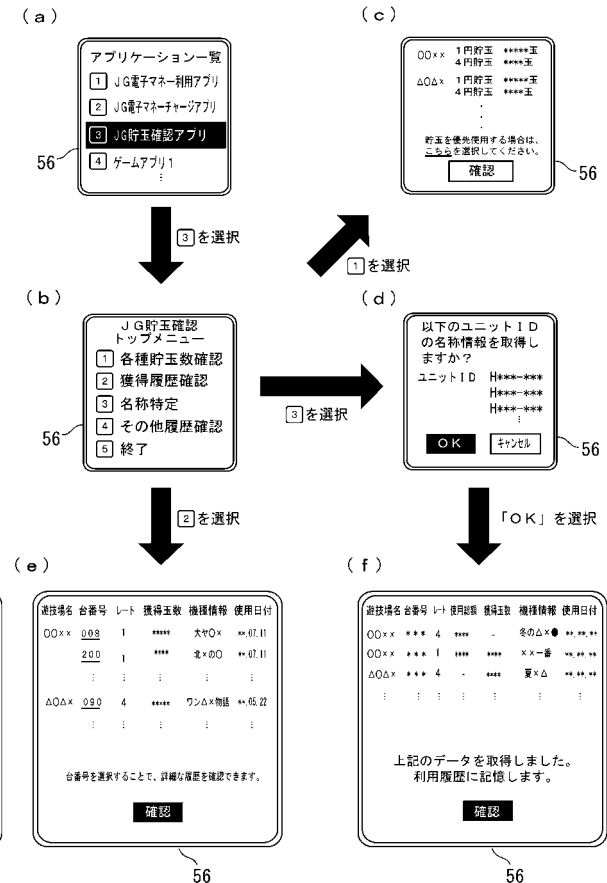 (a)
アプリケーション一覧
1 JG電子マネー利用アプリ
2 JG電子マネーチャージアプリ
3 JG貯玉確認アプリ
4 ゲームアプリ1
⋮
56
3を選択
(c)
○○×× 1円貯玉 *****玉
4円貯玉 ****玉
△○△× 1円貯玉 *****玉
4円貯玉 ****玉
⋮
貯玉を優先使用する場合は、
こちらを選択してください。
確認
56
1を選択
(b)
JG貯玉確認
トップメニュー
1 各種貯玉数確認
2 獲得履歴確認
3 名称特定
4 その他履歴確認
5 終了
56
3を選択
2を選択
(d)
以下のユニットID
の名称情報を取得し
ますか?
ユニットID H***-***
H***-***
H***-***
⋮
OK キャンセル
56
「OK」を選択
(e)
遊技場名 台番号 レート 獲得玉数 機種情報 使用日付
○○×× 008 1 ***** 大ヤ○× **.07.11
200 1 **** 北×の○ **.07.11
⋮ ⋮ ⋮ ⋮ ⋮
△○△× 090 4 ***** ワン△×物語 **.05.22
⋮ ⋮ ⋮ ⋮ ⋮ ⋮
台番号を選択することで、詳細な履歴を確認できます。
確認
56
(f)
遊技場名 台番号 レート 使用総額 獲得玉数 機種情報 使用日付
○○×× *** 4 **** - 冬の△×● **.**.**
○○×× *** 1 **** **** ××一番 **.**.**
△○△× *** 4 - **** 夏×△ **.**.**
⋮ ⋮ ⋮ ⋮ ⋮ ⋮ ⋮
上記のデータを取得しました。
利用履歴に記憶します。
確認
56